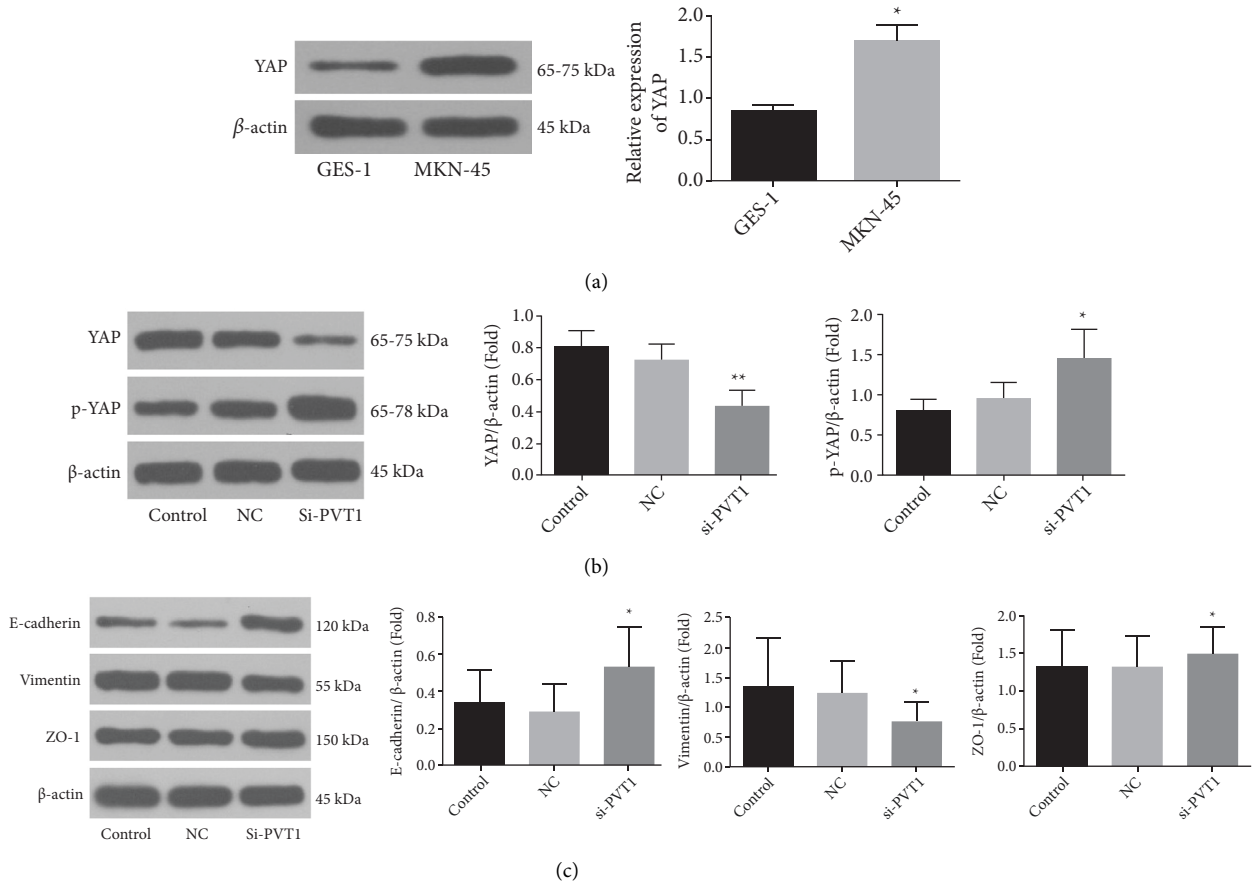 YAP
65-75 kDa
β-actin
45 kDa
GES-1 MKN-45
Relative expression
of YAP
2.0
1.5
1.0
0.5
0.0
*
GES-1
MKN-45
(a)
YAP
65-75 kDa
p-YAP
65-78 kDa
β-actin
45 kDa
Control NC Si-PVT1
YAP/β-actin (Fold)
1.0
0.8
0.6
0.4
0.2
0.0
**
Control
NC
si-PVT1
p-YAP/β-actin (Fold)
2.0
1.5
1.0
0.5
0.0
*
Control
NC
si-PVT1
(b)
E-cadherin
120 kDa
Vimentin
55 kDa
ZO-1
150 kDa
β-actin
45 kDa
Control NC Si-PVT1
E-cadherin/ β-actin (Fold)
0.8
0.6
0.4
0.2
0.0
*
Control
NC
si-PVT1
Vimentin/β-actin (Fold)
2.5
2.0
1.5
1.0
0.5
0.0
*
Control
NC
si-PVT1
ZO-1/β-actin (Fold)
2.0
1.5
1.0
0.5
0.0
*
Control
NC
si-PVT1
(c)